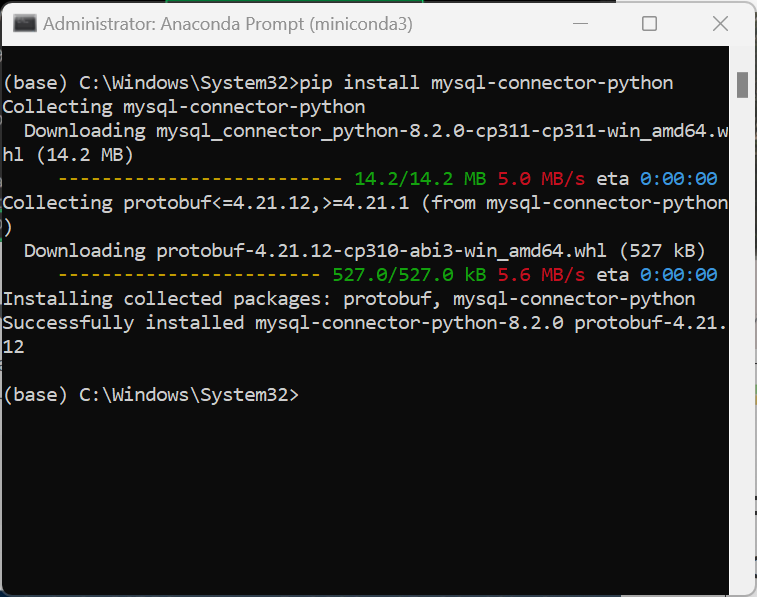 Administrator: Anaconda Prompt (miniconda3)
(base) C:\Windows\System32>pip install mysql-connector-python
Collecting mysql-connector-python
  Downloading mysql_connector_python-8.2.0-cp311-cp311-win_amd64.w
hl (14.2 MB)
     -------------------------- 14.2/14.2 MB 5.0 MB/s eta 0:00:00
Collecting protobuf<=4.21.12,>=4.21.1 (from mysql-connector-python
)
  Downloading protobuf-4.21.12-cp310-abi3-win_amd64.whl (527 kB)
     ------------------------ 527.0/527.0 kB 5.6 MB/s eta 0:00:00
Installing collected packages: protobuf, mysql-connector-python
Successfully installed mysql-connector-python-8.2.0 protobuf-4.21.
12
(base) C:\Windows\System32>